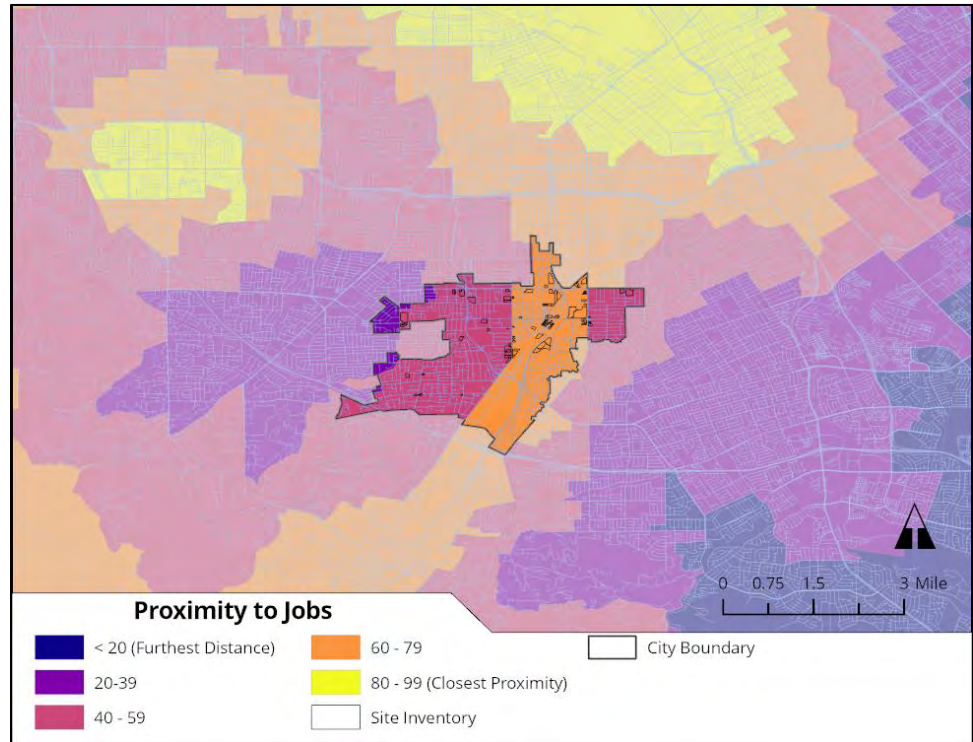 0 0.75 1.5 3 Mile
Proximity to Jobs
< 20 (Furthest Distance)
20-39
40 - 59
60 - 79
80 - 99 (Closest Proximity)
Site Inventory
City Boundary